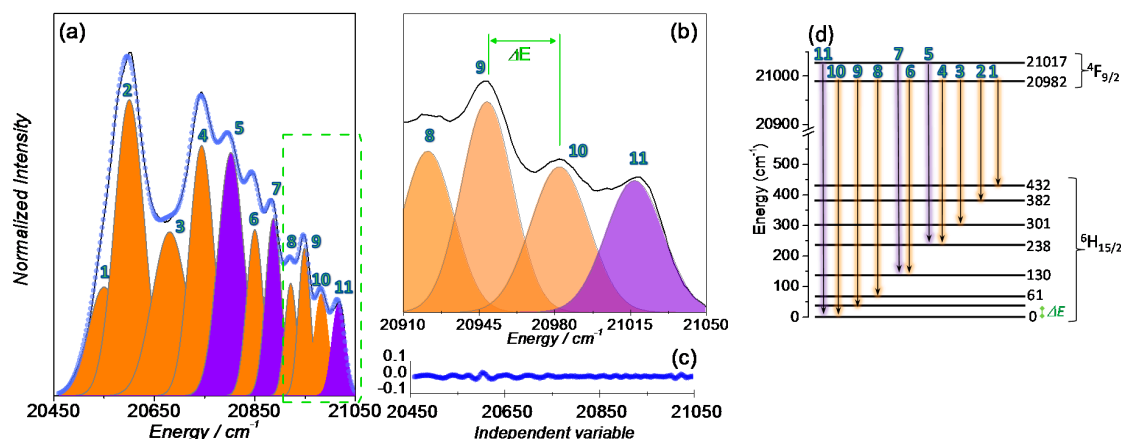 (a)
Normalized Intensity
1
2
3
4
5
6
7
8
9
10
11
20450 20650 20850 21050
Energy / cm-1
(b)
ΔE
8
9
10
11
20910 20945 20980 21015 21050
Energy / cm-1
(c)
0.1
0.0
-0.1
20450 20650 20850 21050
Independent variable
(d)
11 10 9 8 7 6 5 4 3 2 1
Energy (cm-1)
21000
20900
500
400
300
200
100
0
21017
20982
4F9/2
432
382
301
238
130
61
0
ΔE
6H15/2